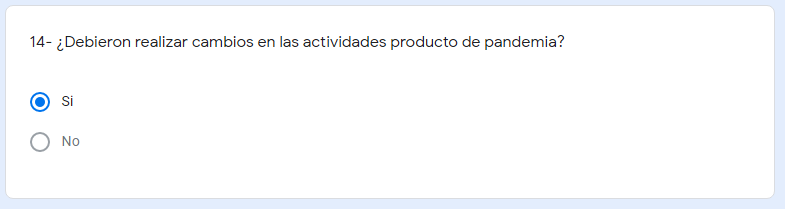 14- ¿Debieron realizar cambios en las actividades producto de pandemia?
Si
No